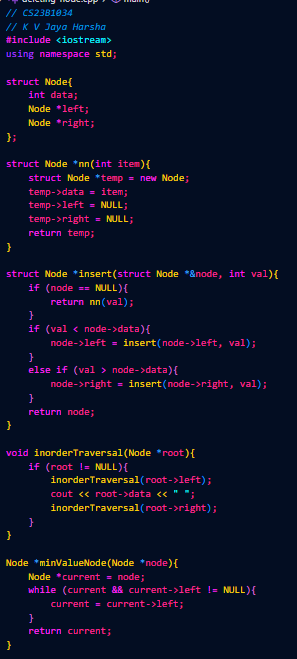 deleting-node.cpp > main()
// CS23B1034
// K V Jaya Harsha
#include <iostream>
using namespace std;

struct Node{
    int data;
    Node *left;
    Node *right;
};

struct Node *nn(int item){
    struct Node *temp = new Node;
    temp->data = item;
    temp->left = NULL;
    temp->right = NULL;
    return temp;
}

struct Node *insert(struct Node *&node, int val){
    if (node == NULL){
        return nn(val);
    }
    if (val < node->data){
        node->left = insert(node->left, val);
    }
    else if (val > node->data){
        node->right = insert(node->right, val);
    }
    return node;
}

void inorderTraversal(Node *root){
    if (root != NULL){
        inorderTraversal(root->left);
        cout << root->data << " ";
        inorderTraversal(root->right);
    }
}

Node *minValueNode(Node *node){
    Node *current = node;
    while (current && current->left != NULL){
        current = current->left;
    }
    return current;
}